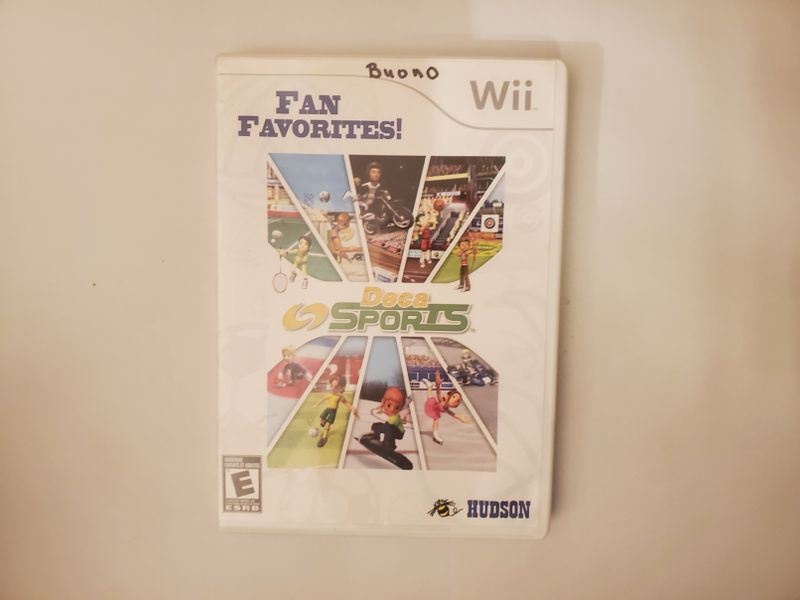 Buono
Wii
FAN
FAVORITES!
Deca
SPORTS
E
ESRB
HUDSON